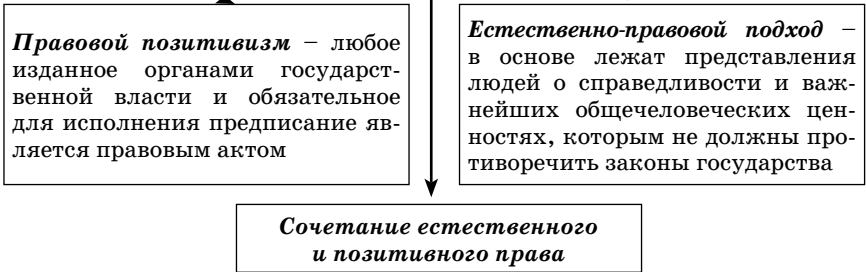 Правовой позитивизм – любое
изданное органами государст-
венной власти и обязательное
для исполнения предписание яв-
ляется правовым актом
Естественно-правовой подход –
в основе лежат представления
людей о справедливости и важ-
нейших общечеловеческих цен-
ностях, которым не должны про-
тиворечить законы государства
Сочетание естественного
и позитивного права